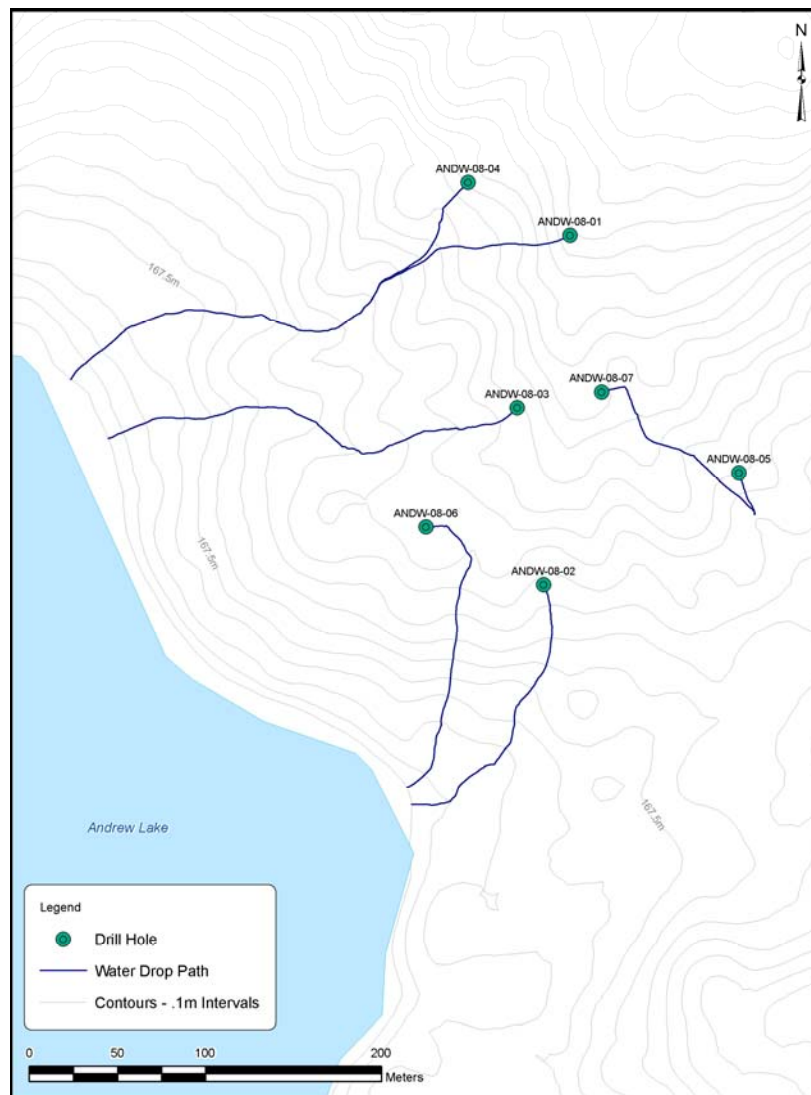 N
ANDW-08-04
ANDW-08-01
167.5m
ANDW-08-07
ANDW-08-03
ANDW-08-05
ANDW-08-06
167.5m
ANDW-08-02
167.5m
Andrew Lake
Legend
Drill Hole
Water Drop Path
Contours - .1m Intervals
0 50 100 200
Meters